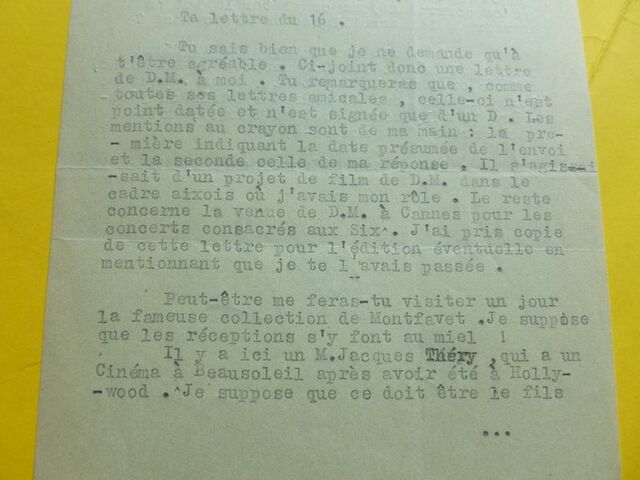 Ta lettre du 16 .
Tu sais bien que je ne demande qu'à
t'être agréable . Ci-joint donc une lettre
de D.M. à moi . Tu remarqueras que , comme
toutes ses lettres amicales , celle-ci n'est
point datée et n'est signée que d'un D . Les
mentions au crayon sont de ma main : la pre-
-mière indiquant la date présumée de l'envoi
et la seconde celle de ma réponse . Il s'agissai
-sait d'un projet de film de D.M. dans le
cadre aixois où j'avais mon rôle . Le reste
concerne la venue de D.M. à Cannes pour les
concerts consacrés aux Six . J'ai pris copie
de cette lettre pour l'édition éventuelle en
mentionnant que je te l'avais passée .
Peut-être me feras-tu visiter un jour
la fameuse collection de Montfavet .Je suppose
que les réceptions s'y font au miel !
Il y a ici un M.Jacques Théry , qui a un
Cinéma à Beausoleil après avoir été à Holly-
-wood . Je suppose que ce doit être le fils
...